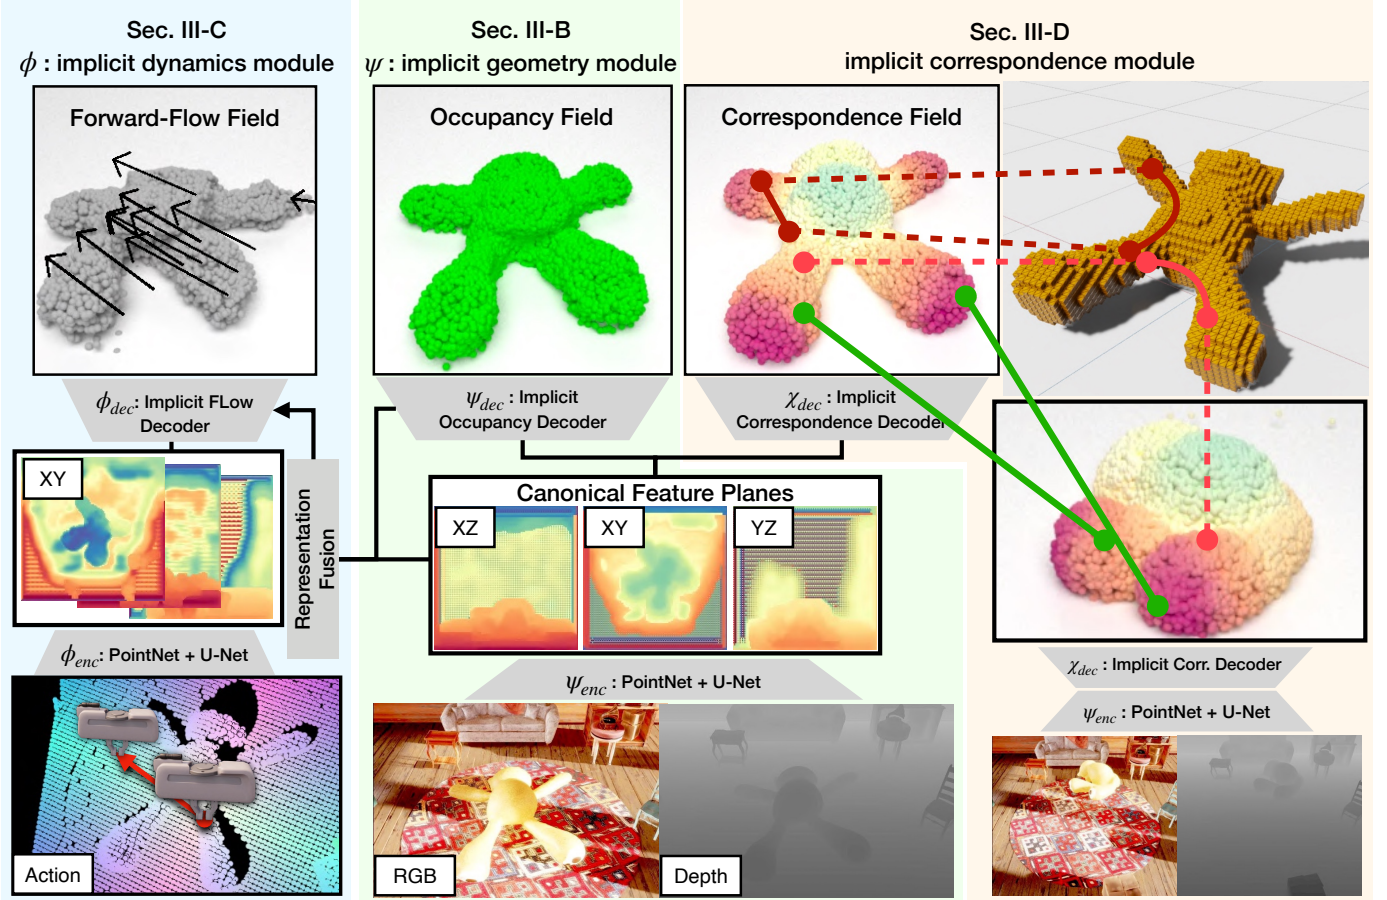 Sec. III-C
ϕ : implicit dynamics module
Forward-Flow Field
ϕdec: Implicit FLow
Decoder
XY
Representation
Fusion
ϕenc: PointNet + U-Net
Action
Sec. III-B
ψ : implicit geometry module
Occupancy Field
ψdec : Implicit
Occupancy Decoder
Canonical Feature Planes
XZ
XY
YZ
ψenc : PointNet + U-Net
RGB
Depth
Sec. III-D
implicit correspondence module
Correspondence Field
χdec : Implicit
Correspondence Decoder
χdec : Implicit Corr. Decoder
ψenc : PointNet + U-Net